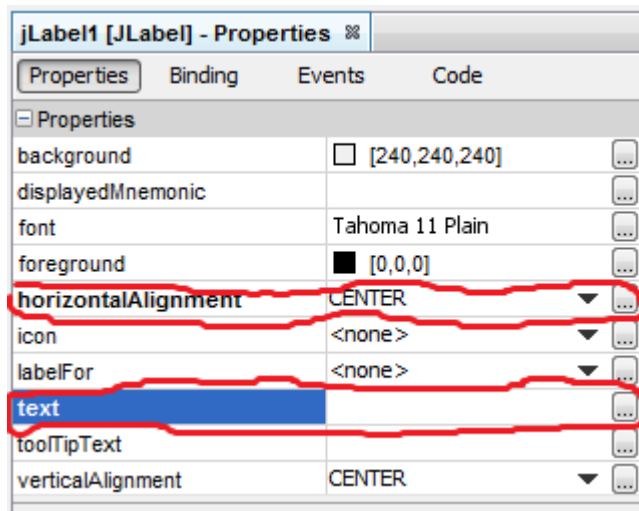 jLabel1 [JLabel] - Properties
Properties Binding Events Code
Properties
background [240,240,240] ...
displayedMnemonic ...
font Tahoma 11 Plain ...
foreground [0,0,0] ...
horizontalAlignment CENTER ...
icon <none> ...
labelFor <none> ...
text ...
toolTipText ...
verticalAlignment CENTER ...